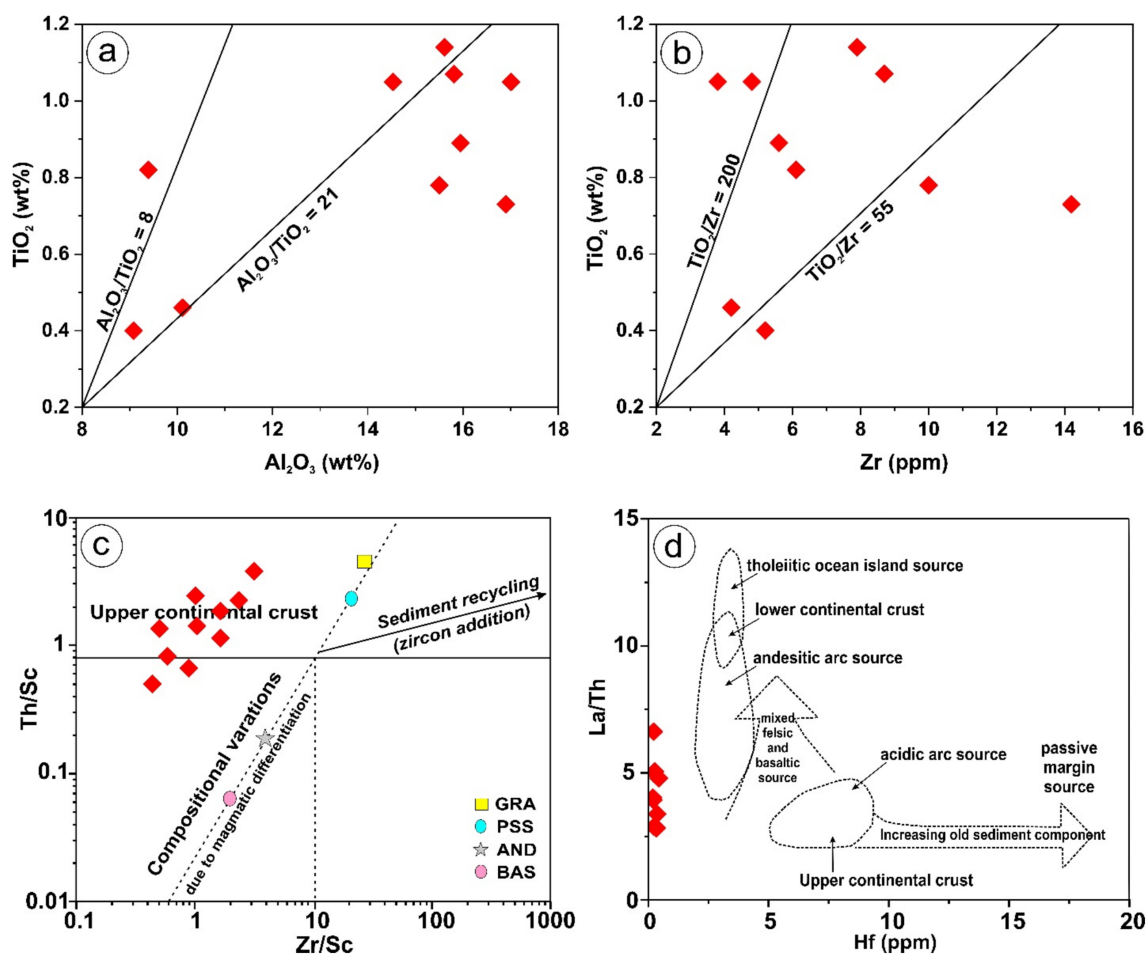 a
1.2
1.0
0.8
0.6
0.4
0.2
TiO₂ (wt%)
Al₂O₃/TiO₂ = 8
Al₂O₃/TiO₂ = 21
8
10
12
14
16
18
Al₂O₃ (wt%)
b
1.2
1.0
0.8
0.6
0.4
0.2
TiO₂ (wt%)
TiO₂/Zr = 200
TiO₂/Zr = 55
2
4
6
8
10
12
14
16
Zr (ppm)
c
10
1
0.1
0.01
Th/Sc
Upper continental crust
Sediment recycling
(zircon addition)
Compositional varations
due to magmatic differentiation
GRA
PSS
AND
BAS
0.1
1
10
100
1000
Zr/Sc
d
15
10
5
0
La/Th
tholeiitic ocean island source
lower continental crust
andesitic arc source
mixed
felsic
and
basaltic
source
acidic arc source
passive
margin
source
Increasing old sediment component
Upper continental crust
0
5
10
15
20
Hf (ppm)